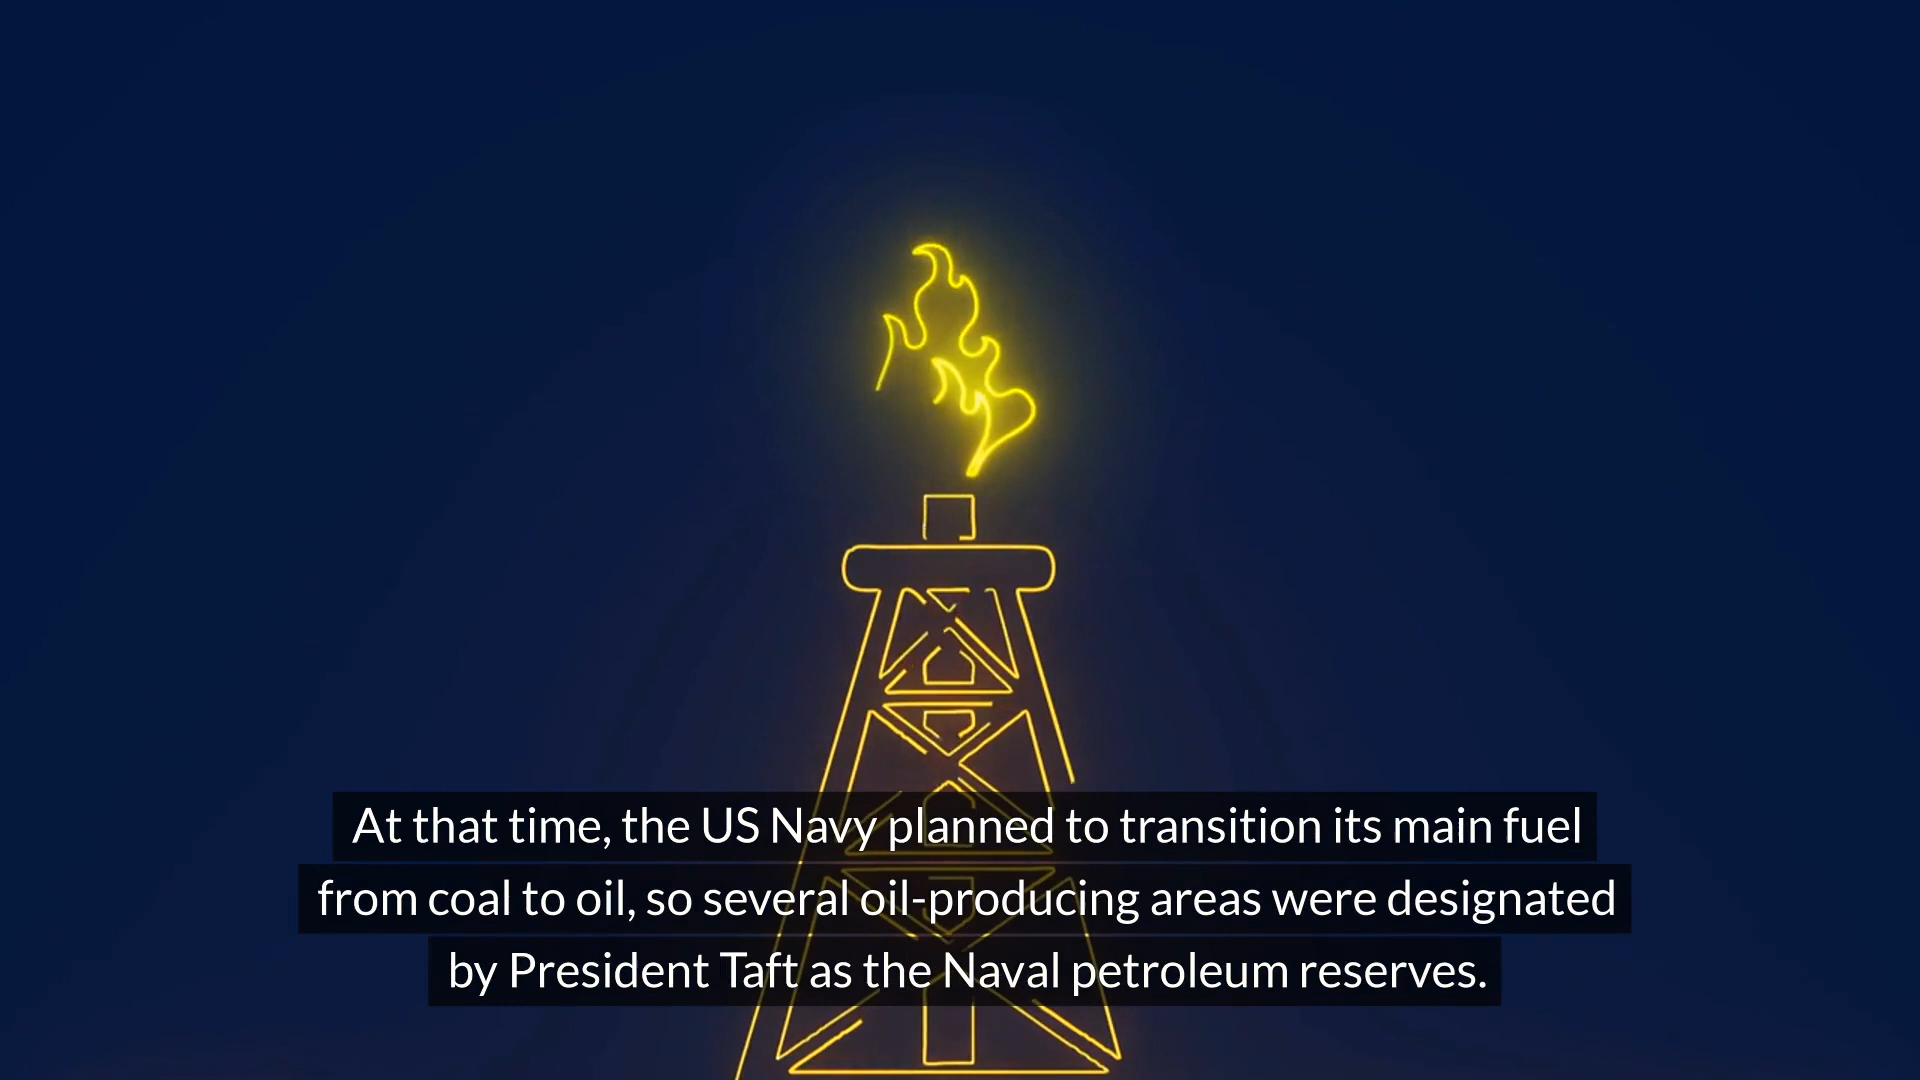 At that time, the US Navy planned to transition its main fuel
from coal to oil, so several oil-producing areas were designated
by President Taft as the Naval petroleum reserves.